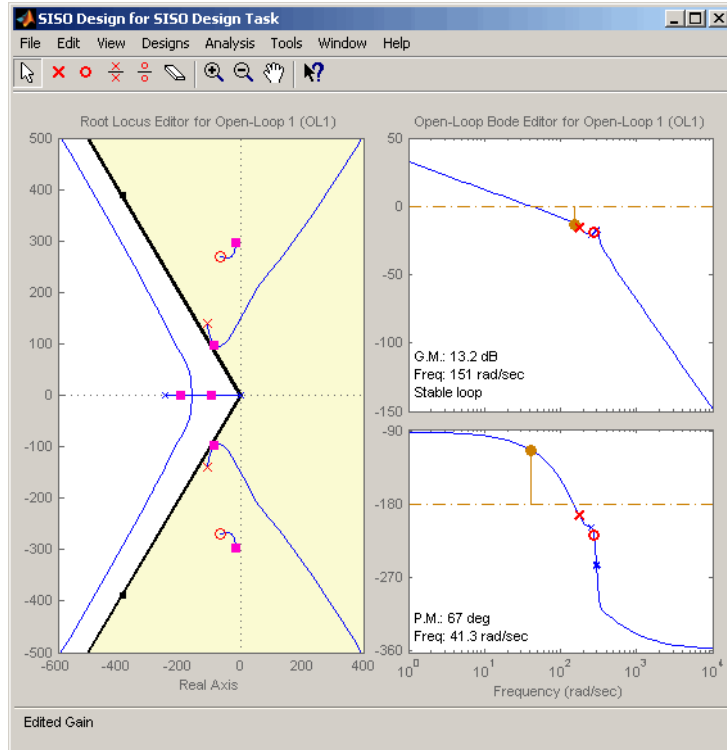 SISO Design for SISO Design Task
File Edit View Designs Analysis Tools Window Help
Root Locus Editor for Open-Loop 1 (OL1)
500
400
300
200
100
0
-100
-200
-300
-400
-500
-600 -400 -200 0 200 400
Real Axis
Open-Loop Bode Editor for Open-Loop 1 (OL1)
50
0
-50
-100
-150
G.M.: 13.2 dB
Freq: 151 rad/sec
Stable loop
-90
-180
-270
-360
P.M.: 67 deg
Freq: 41.3 rad/sec
10^0 10^1 10^2 10^3 10^4
Frequency (rad/sec)
Edited Gain